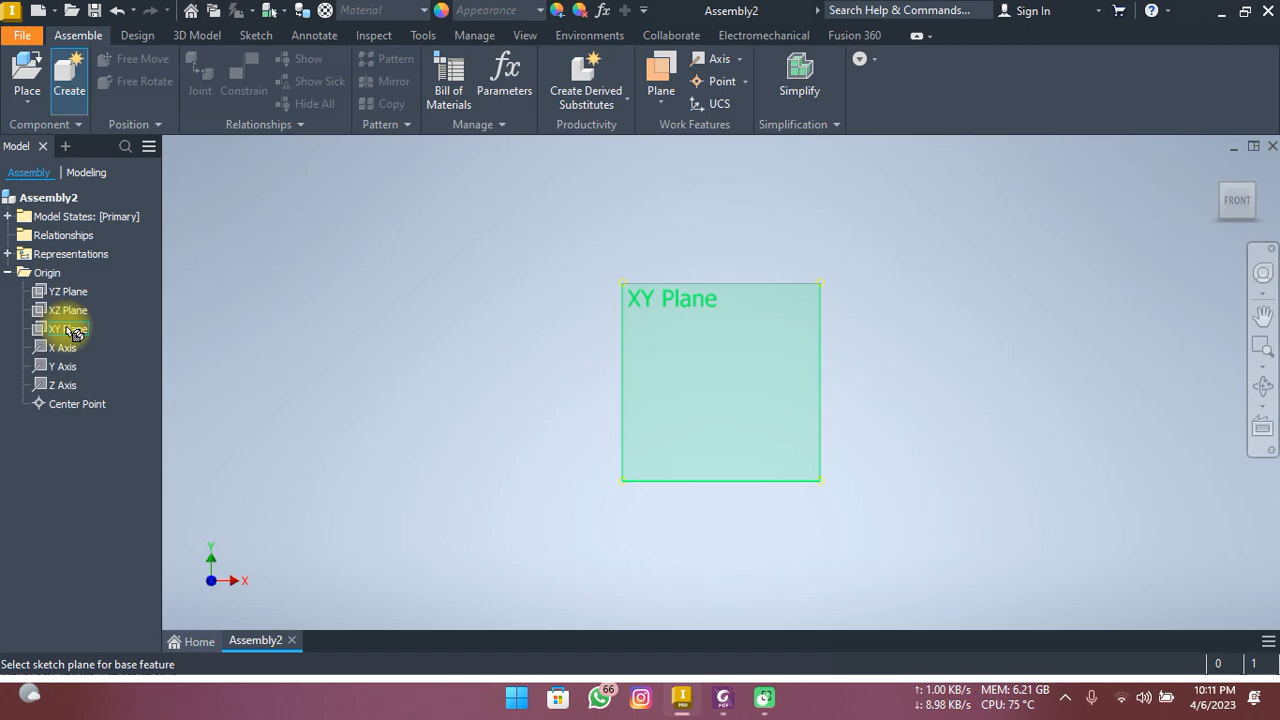 Material
Appearance
Assembly2
Search Help & Commands...
Sign In
File
Assemble
Design
3D Model
Sketch
Annotate
Inspect
Tools
Manage
View
Environments
Collaborate
Electromechanical
Fusion 360
Place
Create
Free Move
Free Rotate
Joint
Constrain
Show
Show Sick
Hide All
Pattern
Mirror
Copy
Bill of
Materials
Parameters
Create Derived
Substitutes
Plane
Axis
Point
UCS
Simplify
Component
Position
Relationships
Pattern
Manage
Productivity
Work Features
Simplification
Model
Assembly
Modeling
Assembly2
Model States: [Primary]
Relationships
Representations
Origin
YZ Plane
XZ Plane
XY Plane
X Axis
Y Axis
Z Axis
Center Point
XY Plane
FRONT
Y
X
Home
Assembly2
Select sketch plane for base feature
0
1
66
PRO
PDF
↑: 1.00 KB/s
↓: 8.98 KB/s
MEM: 6.21 GB
CPU: 75 °C
10:11 PM
4/6/2023